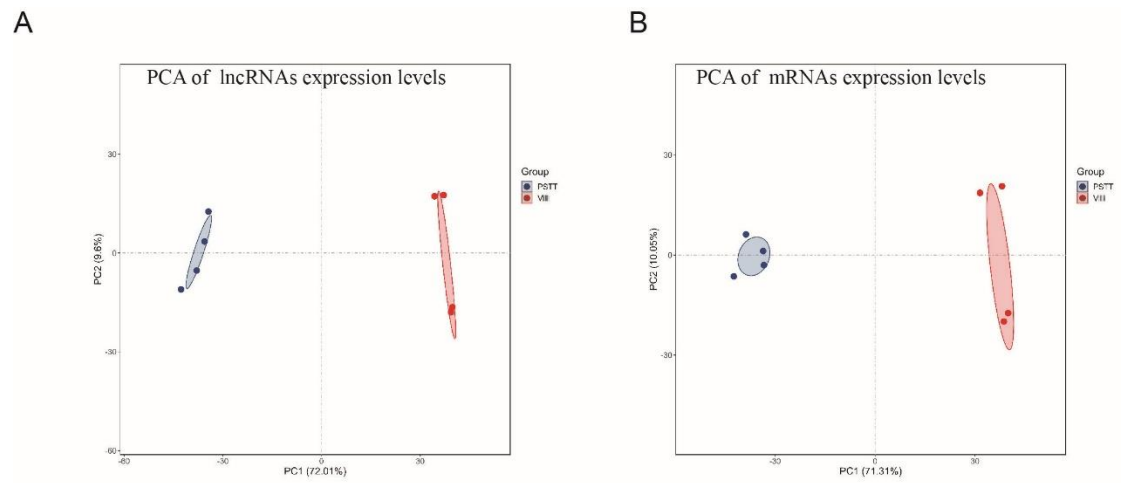 A
PCA of lncRNAs expression levels
30
0
-30
-60
PC2 (9.6%)
-60
-30
0
30
PC1 (72.01%)
Group
PSTT
VIII
B
PCA of mRNAs expression levels
30
0
-30
PC2 (10.05%)
-30
0
30
PC1 (71.31%)
Group
PSTT
VIII